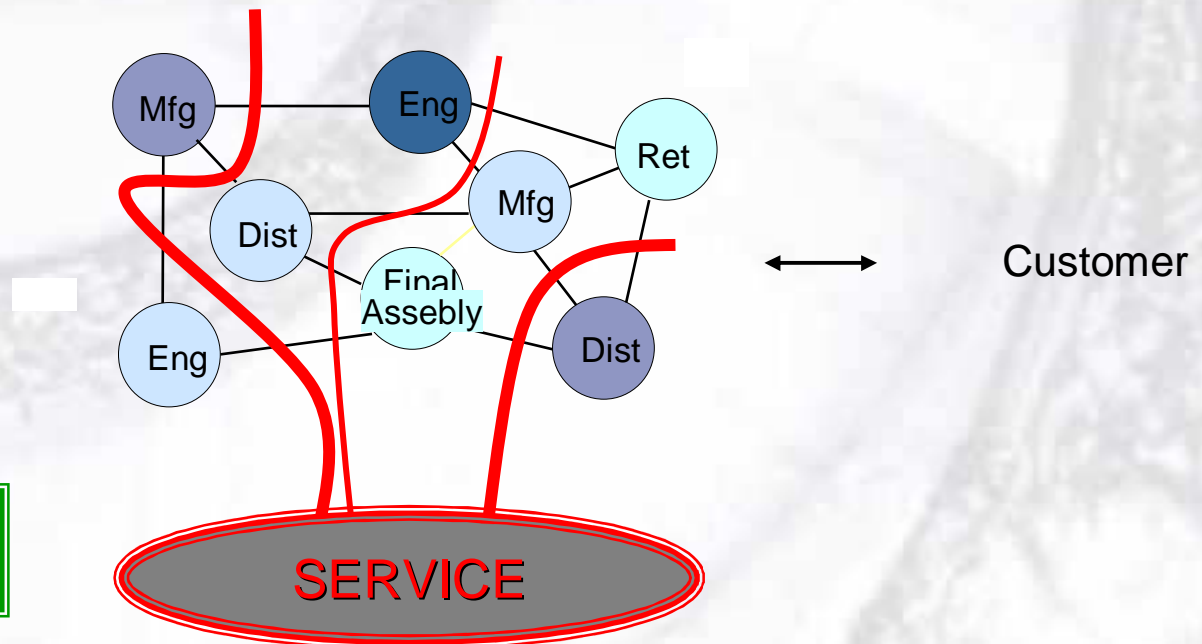 Mfg
Eng
Ret
Mfg
Dist
Customer
Final
Assebly
Eng
Dist
SERVICE